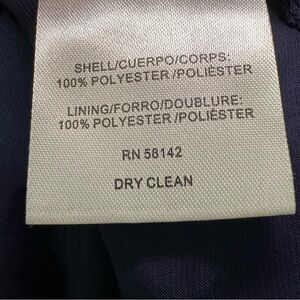 SHELL/CUERPO/CORPS:
100% POLYESTER /POLIÉSTER
LINING/FORRO/DOUBLURE:
100% POLYESTER /POLIÉSTER
RN 58142
DRY CLEAN